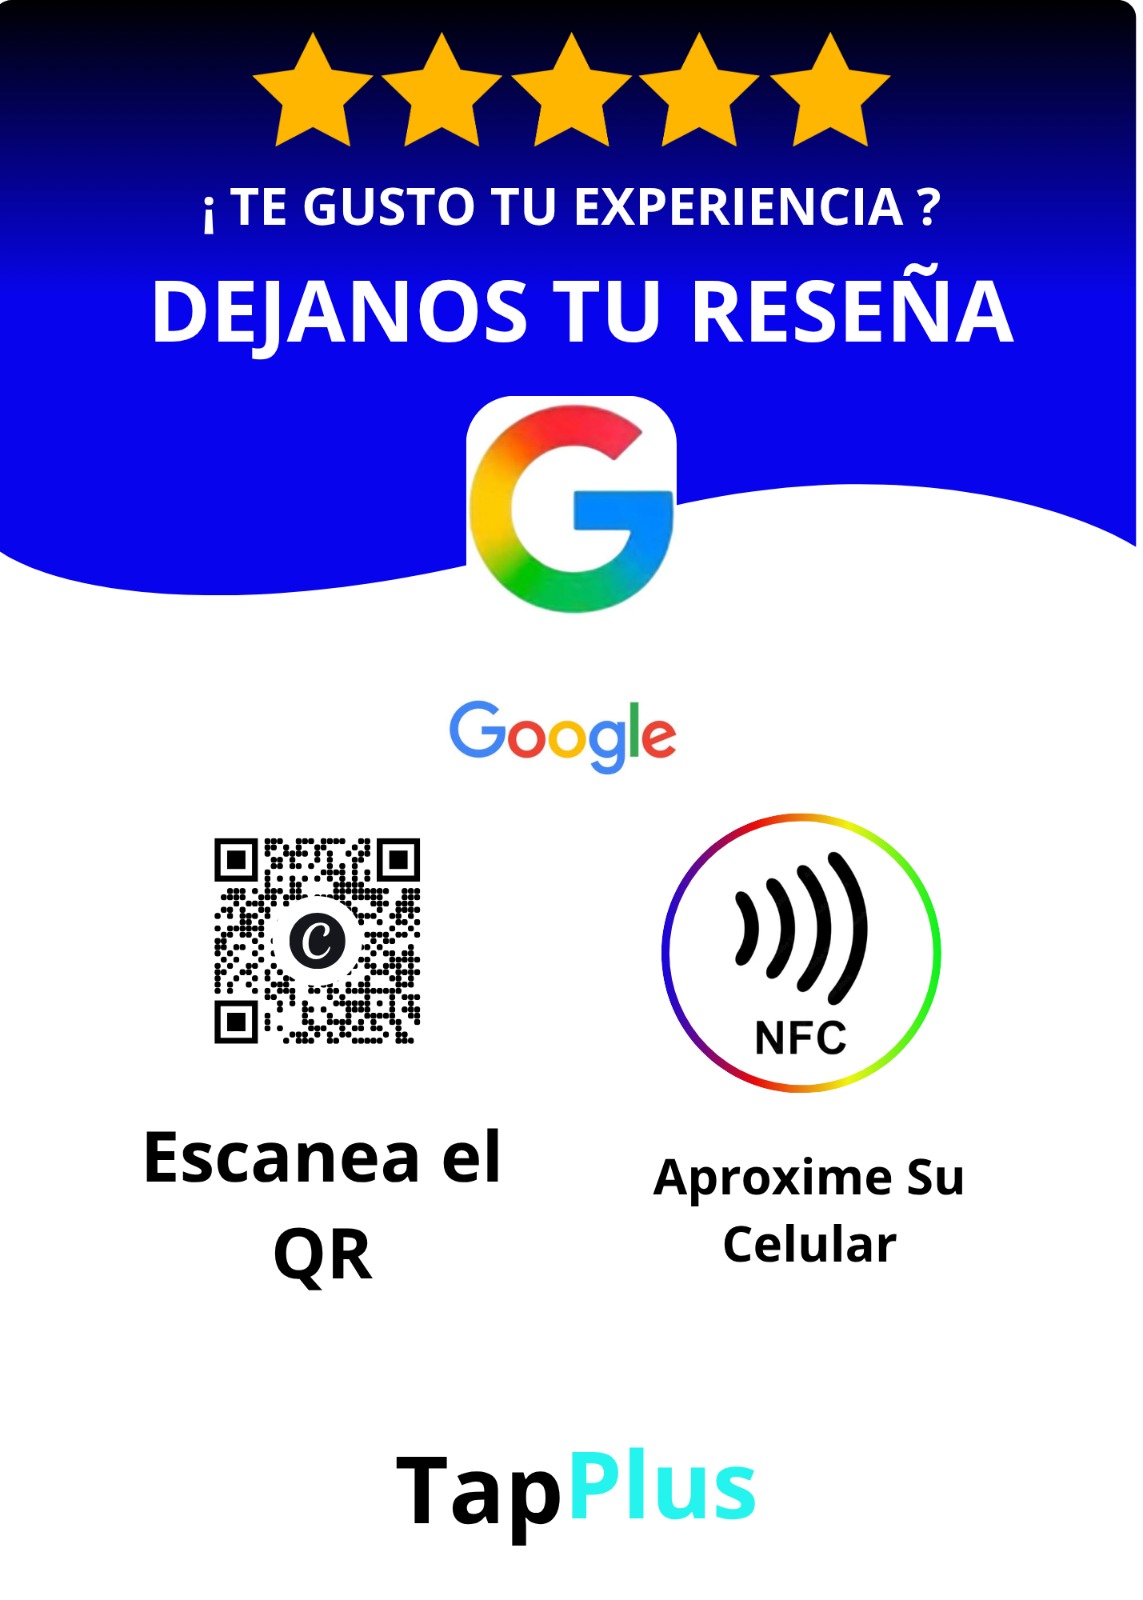 ¡ TE GUSTO TU EXPERIENCIA ?
DEJANOS TU RESEÑA
G
Google
C
NFC
Escanea el
QR
Aproxime Su
Celular
TapPlus